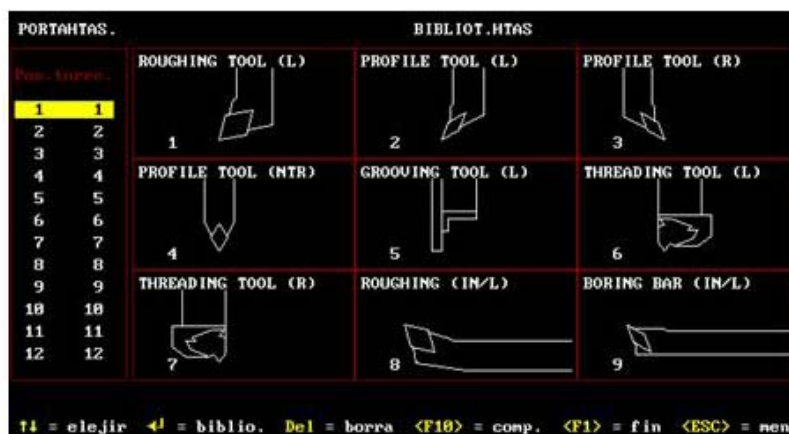 PORTAHTAS. BIBLIOT.HTAS
Pos.torre.
1 1
2 2
3 3
4 4
5 5
6 6
7 7
8 8
9 9
10 10
11 11
12 12
ROUGHING TOOL (L) PROFILE TOOL (L) PROFILE TOOL (R)
1 2 3
PROFILE TOOL (NTR) GROOVING TOOL (L) THREADING TOOL (L)
4 5 6
THREADING TOOL (R) ROUGHING (IN/L) BORING BAR (IN/L)
7 8 9
↑↓ = elejir ↵ = biblio. Del = borra <F10> = comp. <F1> = fin <ESC> = men